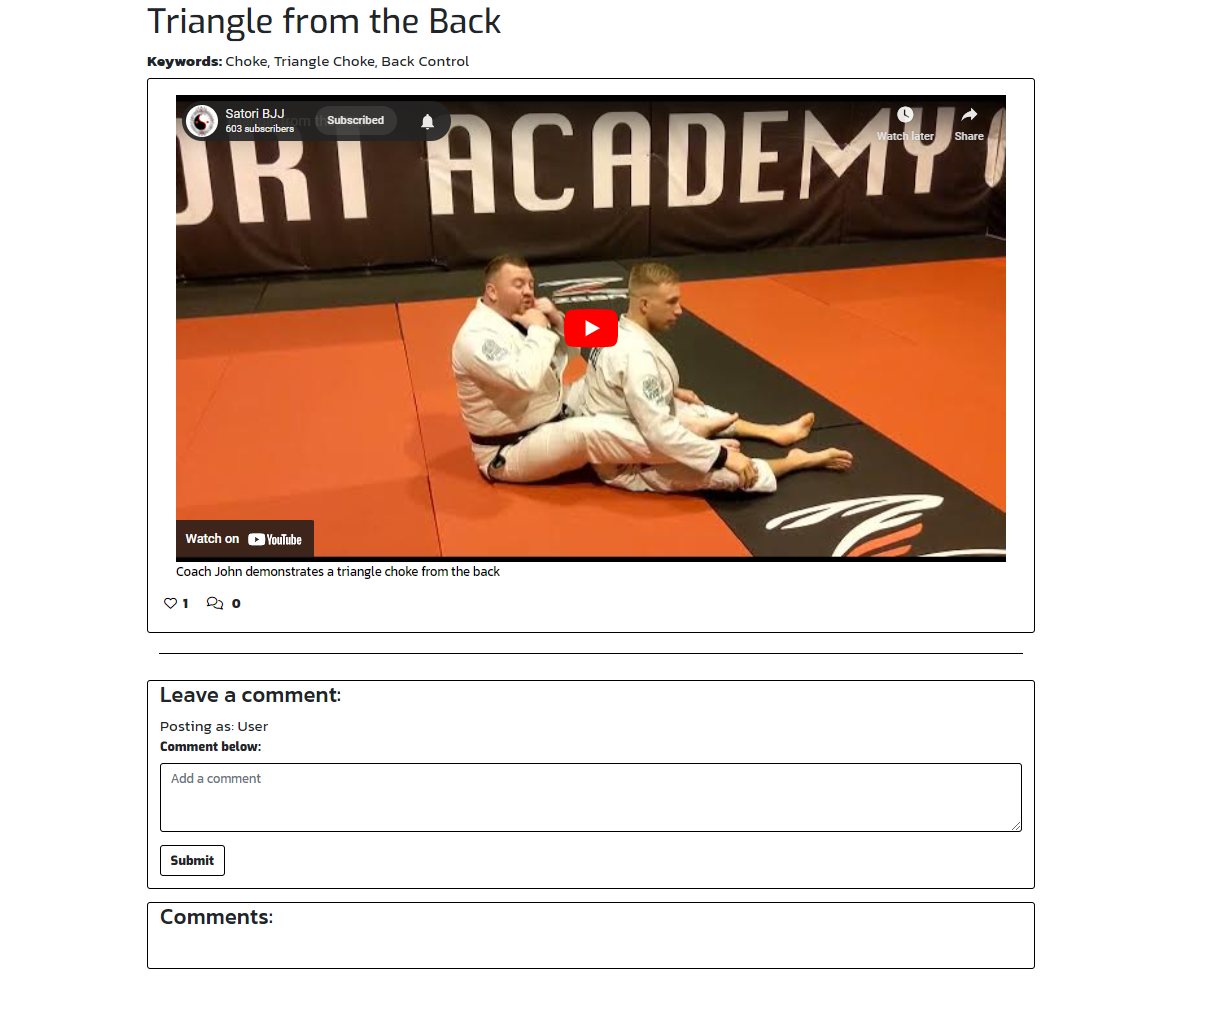 Triangle from the Back
Keywords: Choke, Triangle Choke, Back Control
Satori BJJ
603 subscribers
Subscribed
Watch later
Share
ORT ACADEMY
Watch on YouTube
Coach John demonstrates a triangle choke from the back
1
0
Leave a comment:
Posting as: User
Comment below:
Add a comment
Submit
Comments: